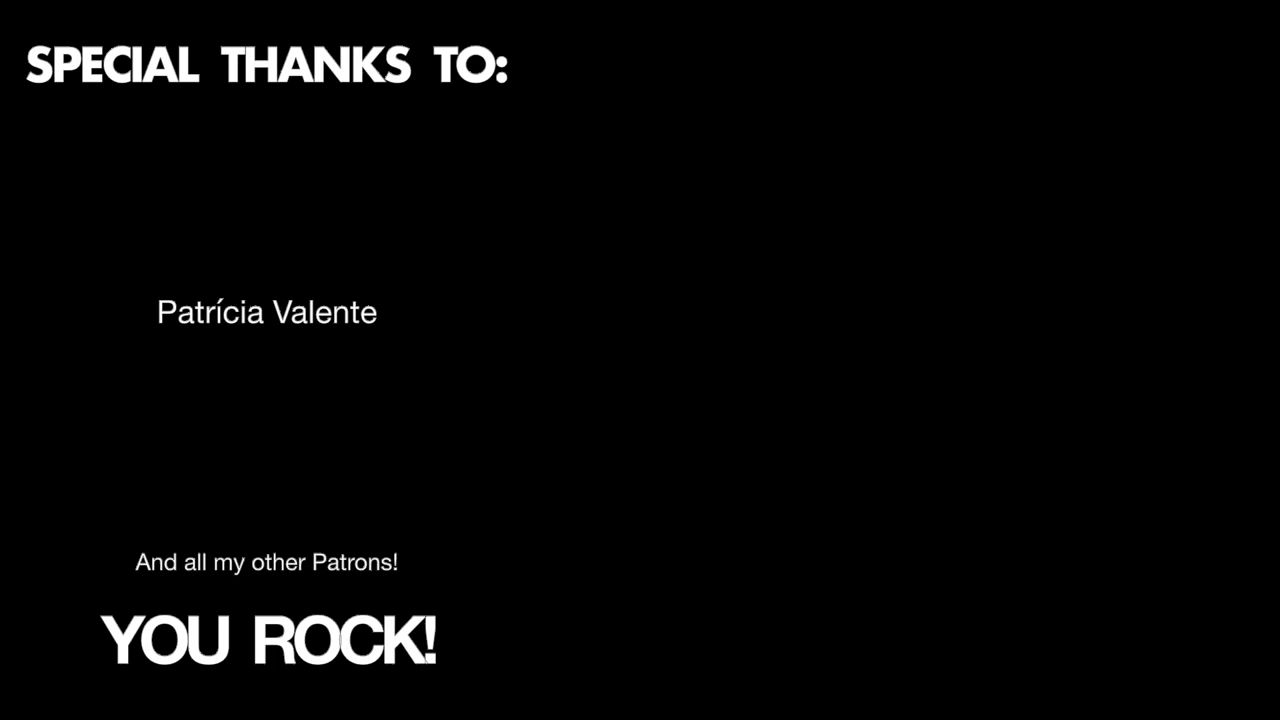 SPECIAL THANKS TO:
Patrícia Valente
And all my other Patrons!
YOU ROCK!